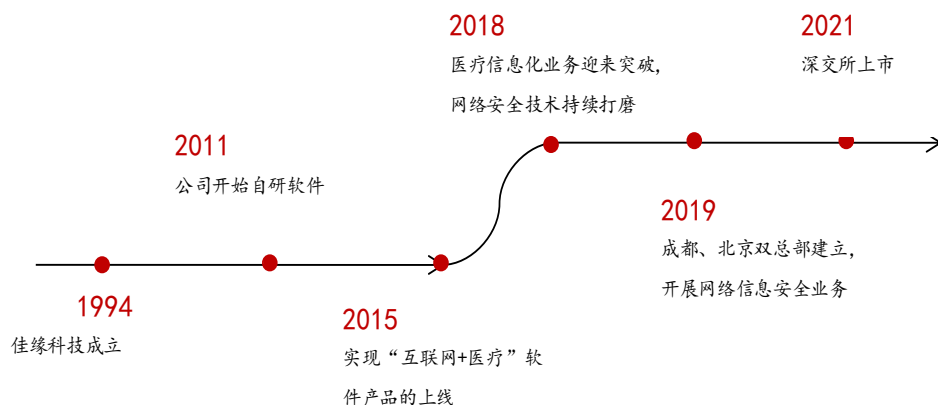 2018
医疗信息化业务迎来突破，
网络安全技术持续打磨
2021
深交所上市
2011
公司开始自研软件
2019
成都、北京双总部建立，
开展网络信息安全业务
1994
佳缘科技成立
2015
实现“互联网+医疗”软
件产品的上线